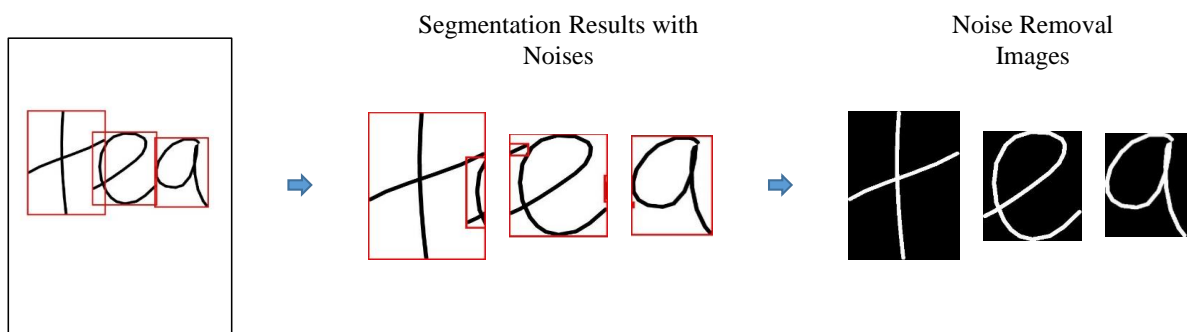 Segmentation Results with
Noises
Noise Removal
Images
tea
t e a
t e a